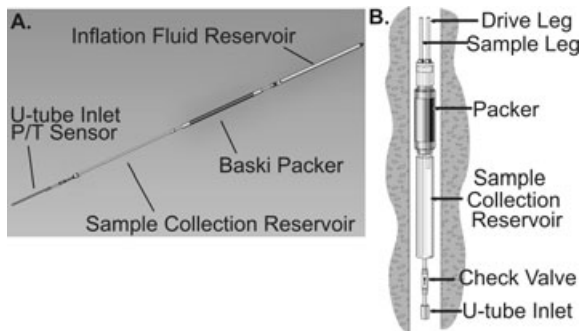 A.
Inflation Fluid Reservoir
U-tube Inlet
P/T Sensor
Baski Packer
Sample Collection Reservoir
B.
Drive Leg
Sample Leg
Packer
Sample
Collection
Reservoir
Check Valve
U-tube Inlet